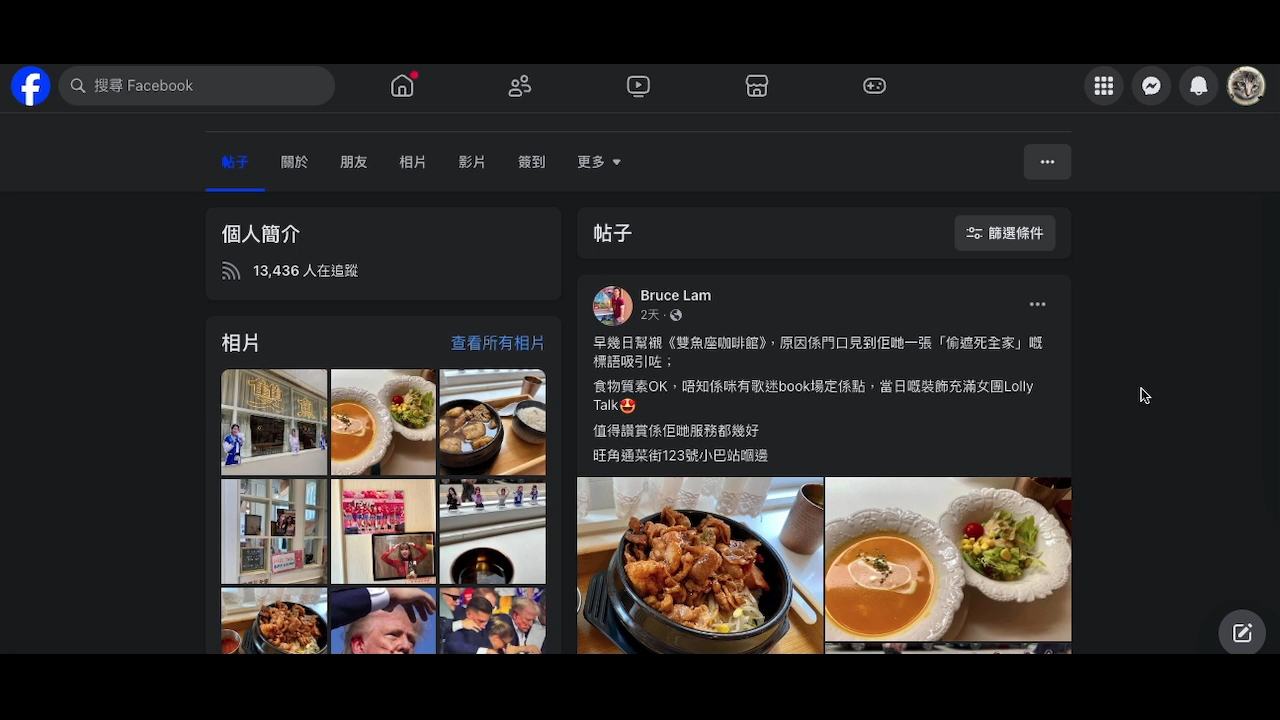 搜尋 Facebook
帖子
關於
朋友
相片
影片
簽到
更多
個人簡介
13,436 人在追蹤
相片
查看所有相片
帖子
篩選條件
Bruce Lam
2天 ·
早幾日幫襯《雙魚座咖啡館》，原因係門口見到佢哋一張「偷遮死全家」嘅
標語吸引咗；
食物質素OK，唔知係咪有歌迷book場定係點，當日嘅裝飾充滿女團Lolly
Talk
值得讚賞係佢哋服務都幾好
旺角通菜街123號小巴站嗰邊